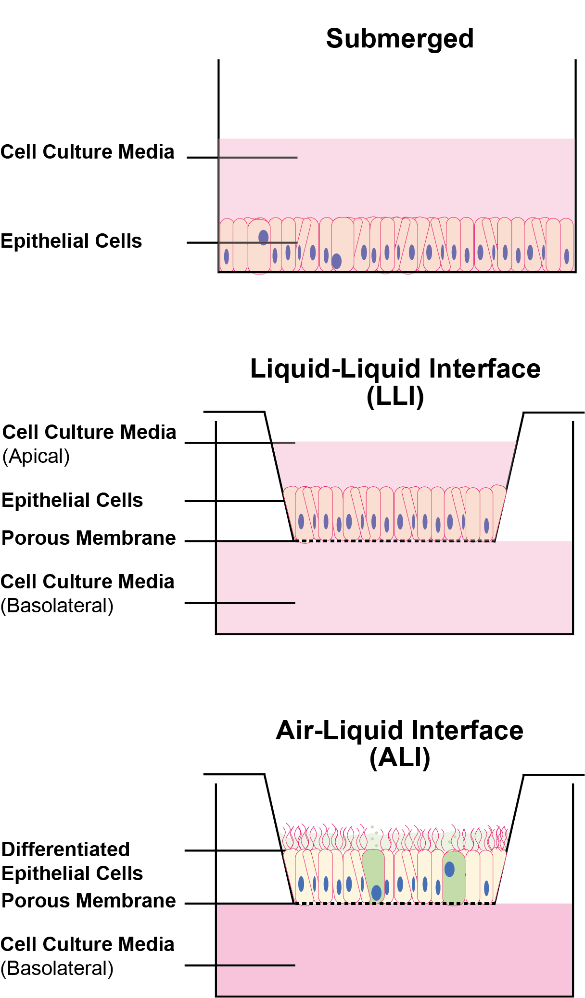 Submerged
Cell Culture Media
Epithelial Cells
Liquid-Liquid Interface
(LLI)
Cell Culture Media
(Apical)
Epithelial Cells
Porous Membrane
Cell Culture Media
(Basolateral)
Air-Liquid Interface
(ALI)
Differentiated
Epithelial Cells
Porous Membrane
Cell Culture Media
(Basolateral)